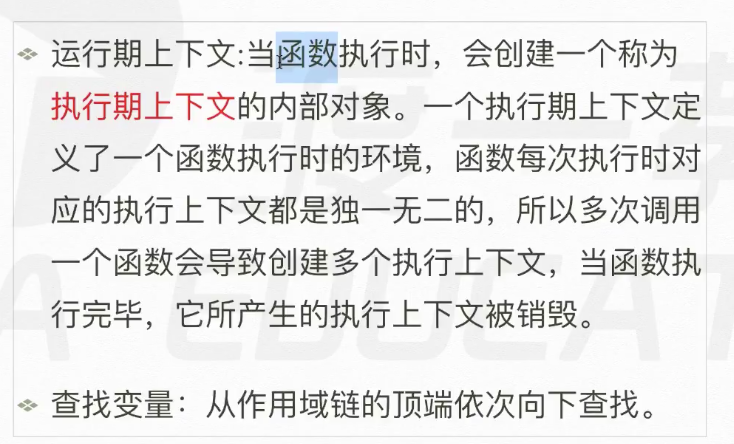 运行期上下文:当函数执行时，会创建一个称为
执行期上下文的内部对象。一个执行期上下文定
义了一个函数执行时的环境，函数每次执行时对
应的执行上下文都是独一无二的，所以多次调用
一个函数会导致创建多个执行上下文，当函数执
行完毕，它所产生的执行上下文被销毁。
查找变量：从作用域链的顶端依次向下查找。